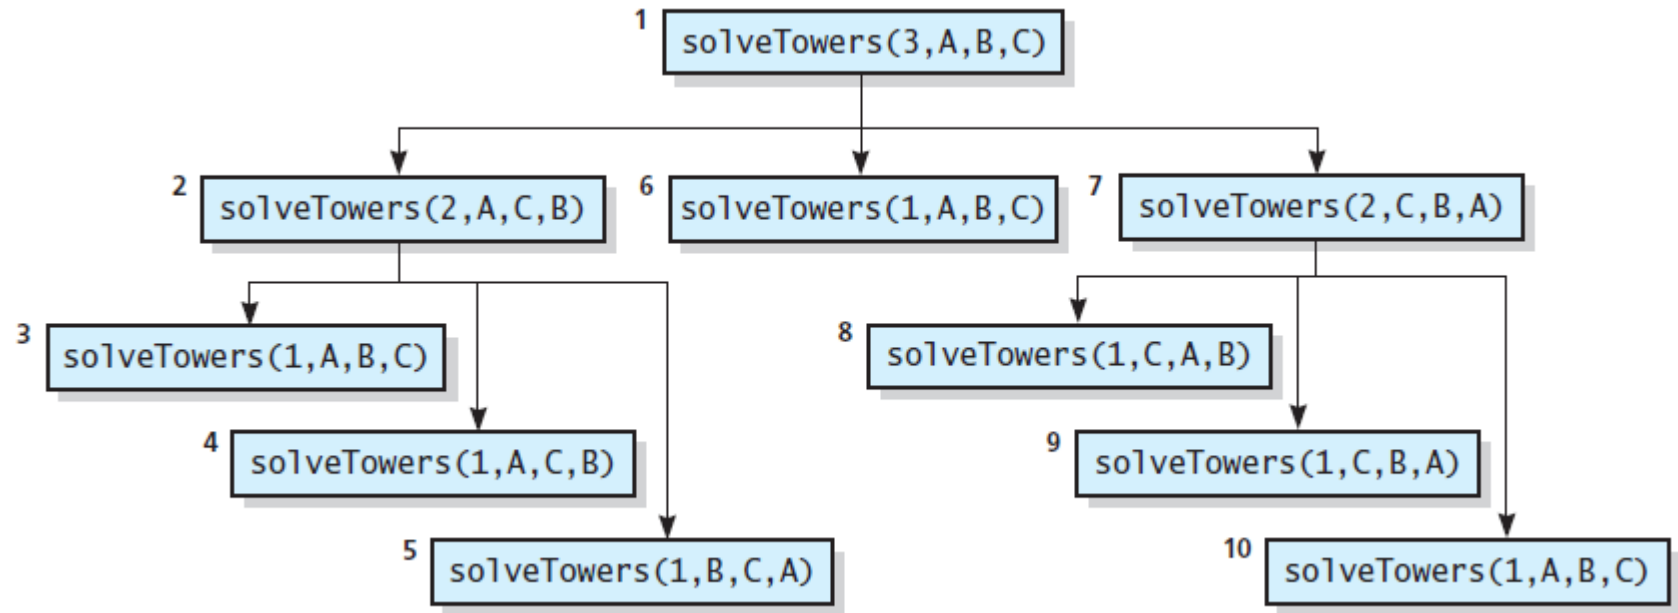 1 solveTowers(3,A,B,C)
2 solveTowers(2,A,C,B)
6 solveTowers(1,A,B,C)
7 solveTowers(2,C,B,A)
3 solveTowers(1,A,B,C)
8 solveTowers(1,C,A,B)
4 solveTowers(1,A,C,B)
9 solveTowers(1,C,B,A)
5 solveTowers(1,B,C,A)
10 solveTowers(1,A,B,C)